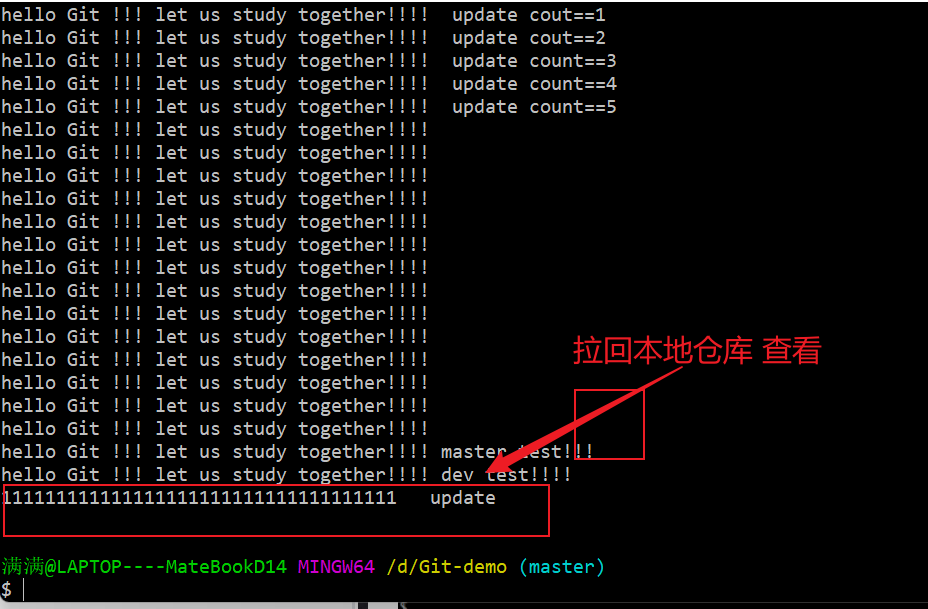 hello Git !!! let us study together!!!!  update cout==1
hello Git !!! let us study together!!!!  update cout==2
hello Git !!! let us study together!!!!  update count==3
hello Git !!! let us study together!!!!  update count==4
hello Git !!! let us study together!!!!  update count==5
hello Git !!! let us study together!!!!
hello Git !!! let us study together!!!!
hello Git !!! let us study together!!!!
hello Git !!! let us study together!!!!
hello Git !!! let us study together!!!!
hello Git !!! let us study together!!!!
hello Git !!! let us study together!!!!
hello Git !!! let us study together!!!!
hello Git !!! let us study together!!!!
hello Git !!! let us study together!!!!
hello Git !!! let us study together!!!!
hello Git !!! let us study together!!!!
hello Git !!! let us study together!!!!
hello Git !!! let us study together!!!!
hello Git !!! let us study together!!!! master test!!!
hello Git !!! let us study together!!!! dev test!!!!
111111111111111111111111111111111111   update
拉回本地仓库 查看
满满@LAPTOP----MateBookD14 MINGW64 /d/Git-demo (master)
$